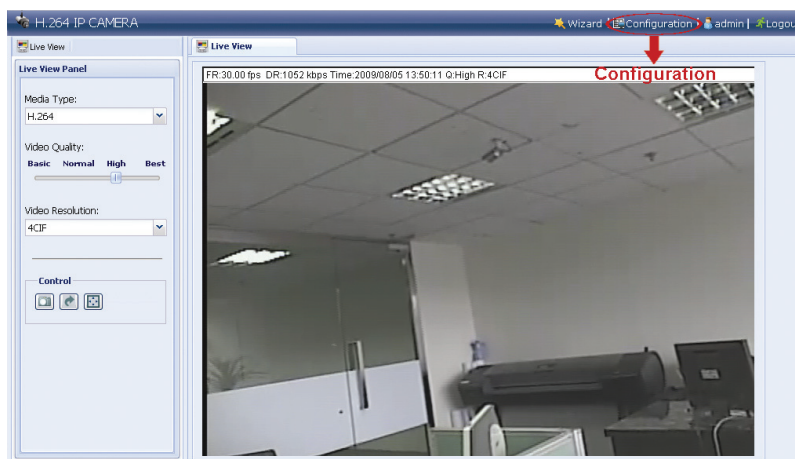 H.264 IP CAMERA
Wizard | Configuration | admin | Logou
Live View
Live View
Live View Panel
FR:30.00 fps DR:1052 kbps Time:2009/08/05 13:50:11 Q:High R:4CIF
Configuration
Media Type:
H.264
Video Quality:
Basic Normal High Best
Video Resolution:
4CIF
Control